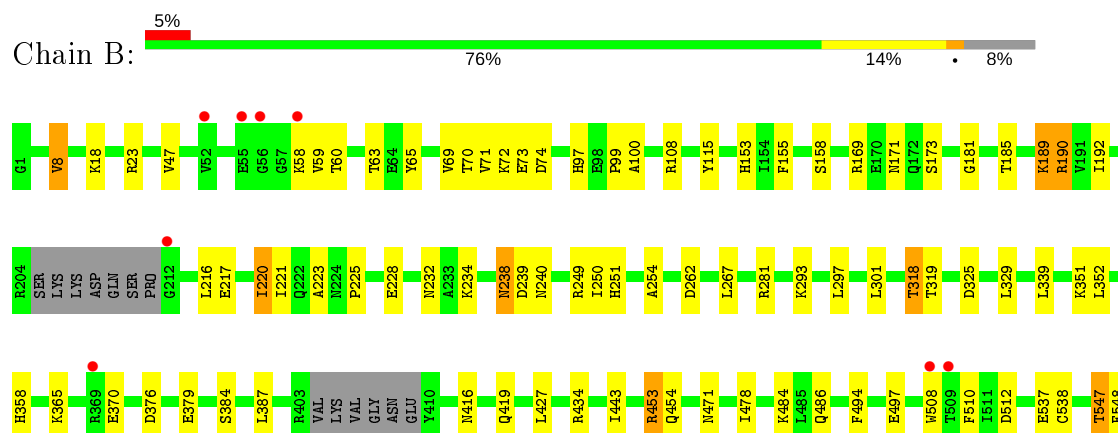 5%
Chain B:
76% 14% • 8%
G1 V8 K18 R23 V47 V52 E55 G56 G57 K58 V59 T60 T63 E64 Y65 V69 T70 V71 K72 E73 D74 H97 E98 P99 A100 R108 Y115 H153 I154 F155 S158 R169 E170 N171 Q172 S173 G181 T185 K189 R190 V191 I192
R204 SER LYS LYS ASP GLN SER PRO G212 L216 E217 I220 I221 Q222 A223 N224 P225 E228 N232 A233 K234 N238 D239 N240 R249 I250 H251 A254 D262 L267 R281 K293 L297 L301 T318 T319 D325 L329 L339 K351 L352
H358 K365 R369 E370 D376 E379 S384 L387 R403 VAL LYS VAL GLY ASN GLU Y410 N416 Q419 L427 R434 I443 R453 Q454 N471 I478 K484 L485 Q486 F494 E497 W508 T509 F510 I511 D512 E537 C538 T547